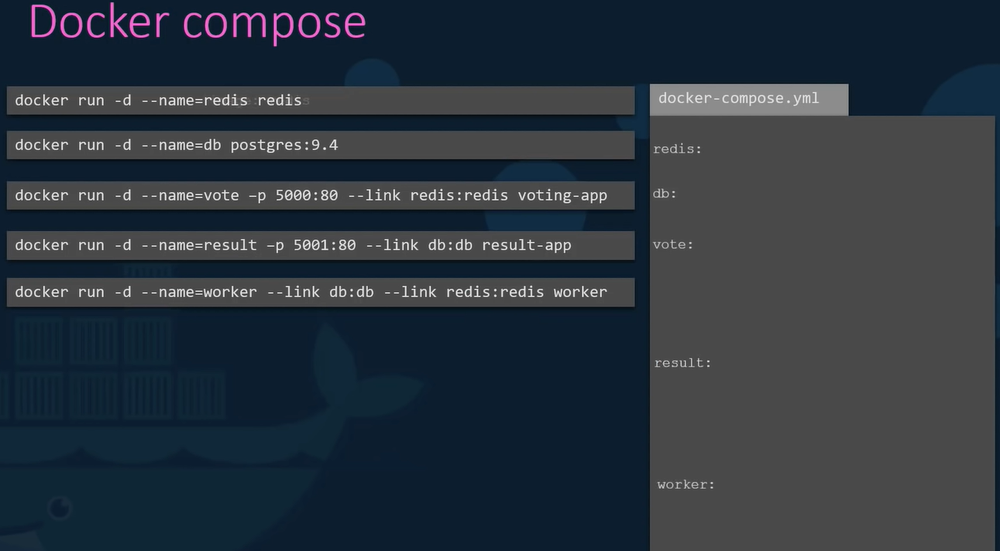 Docker compose
docker run -d --name=redis redis
docker run -d --name=db postgres:9.4
docker run -d --name=vote –p 5000:80 --link redis:redis voting-app
docker run -d --name=result –p 5001:80 --link db:db result-app
docker run -d --name=worker --link db:db --link redis:redis worker
docker-compose.yml
redis:
db:
vote:
result:
worker: